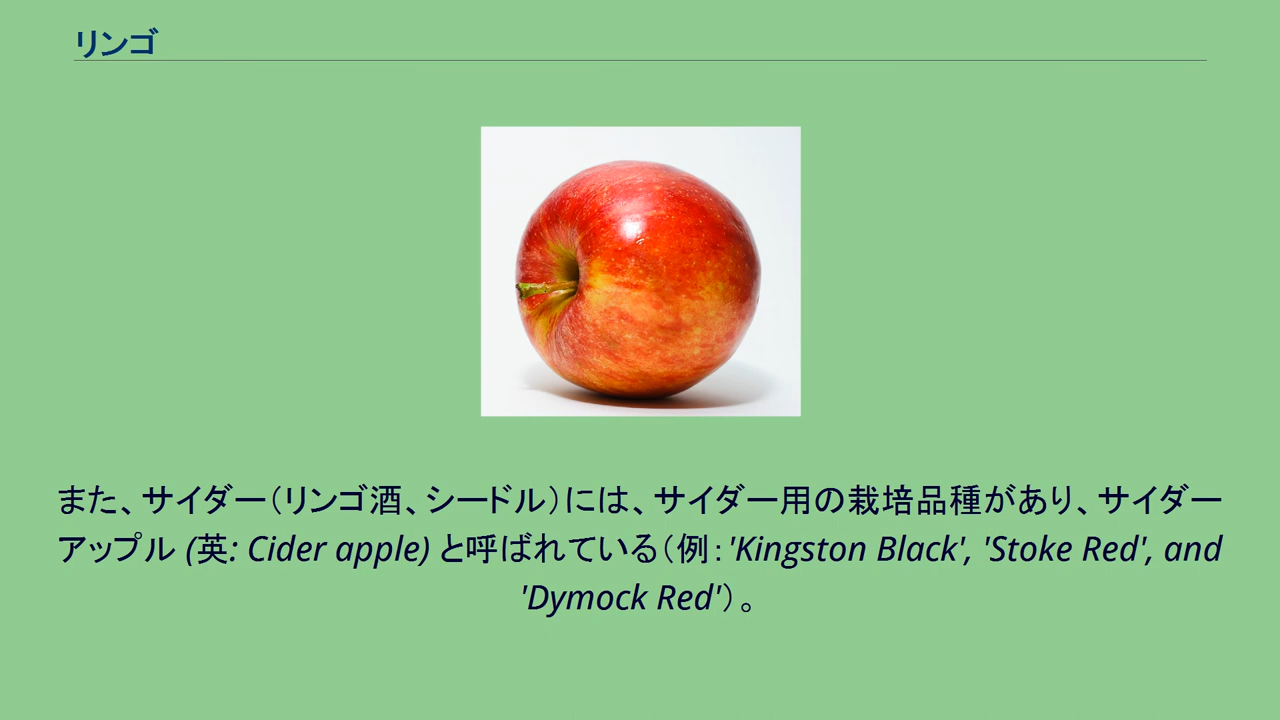 リンゴ
また、サイダー（リンゴ酒、シードル）には、サイダー用の栽培品種があり、サイダー
アップル (英: Cider apple) と呼ばれている（例：'Kingston Black', 'Stoke Red', and
'Dymock Red'）。